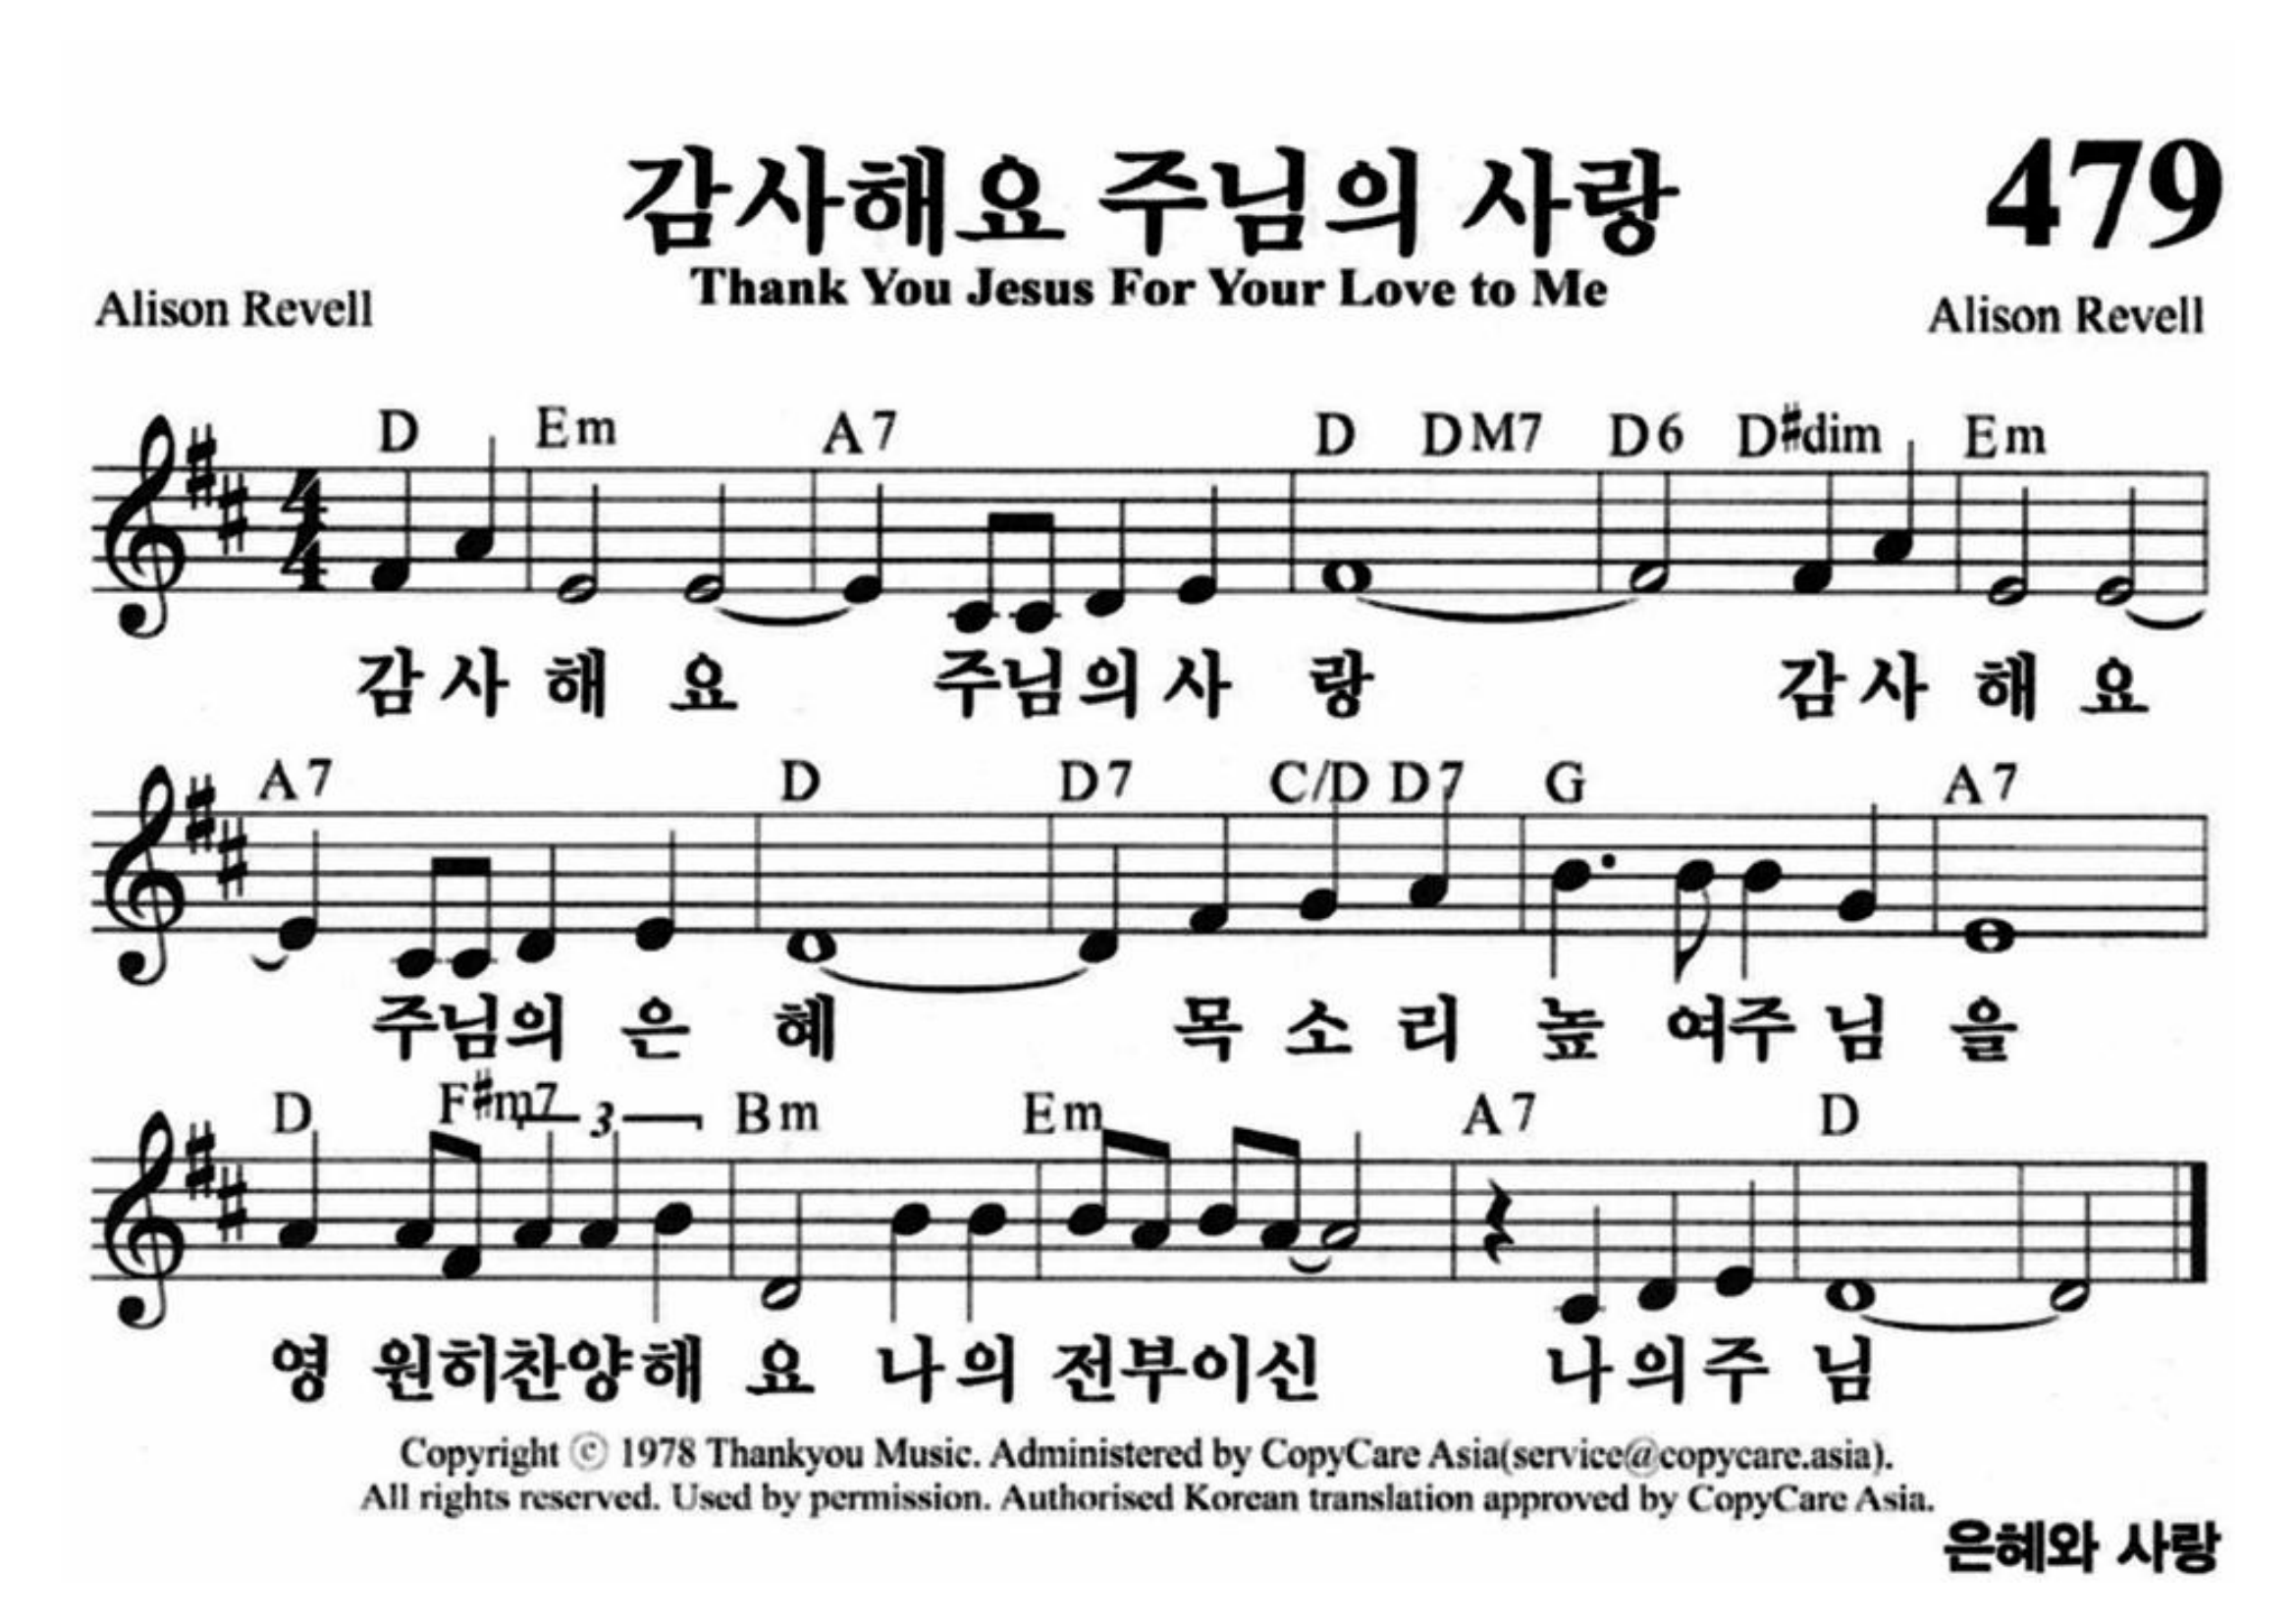 감사해요 주님의 사랑
479
Thank You Jesus For Your Love to Me
Alison Revell
Alison Revell
D Em A7 D DM7 D6 D#dim Em
4
4
감 사 해 요 주님의 사 랑 감 사 해 요
A7 D D7 C/D D7 G A7
주님의 은 혜 목 소 리 높 여주 님 을
D F#m7 3 Bm Em A7 D
영 원히찬양해 요 나의 전부이신 나의주 님
Copyright © 1978 Thankyou Music. Administered by CopyCare Asia(service@copycare.asia).
All rights reserved. Used by permission. Authorised Korean translation approved by CopyCare Asia.
은혜와 사랑